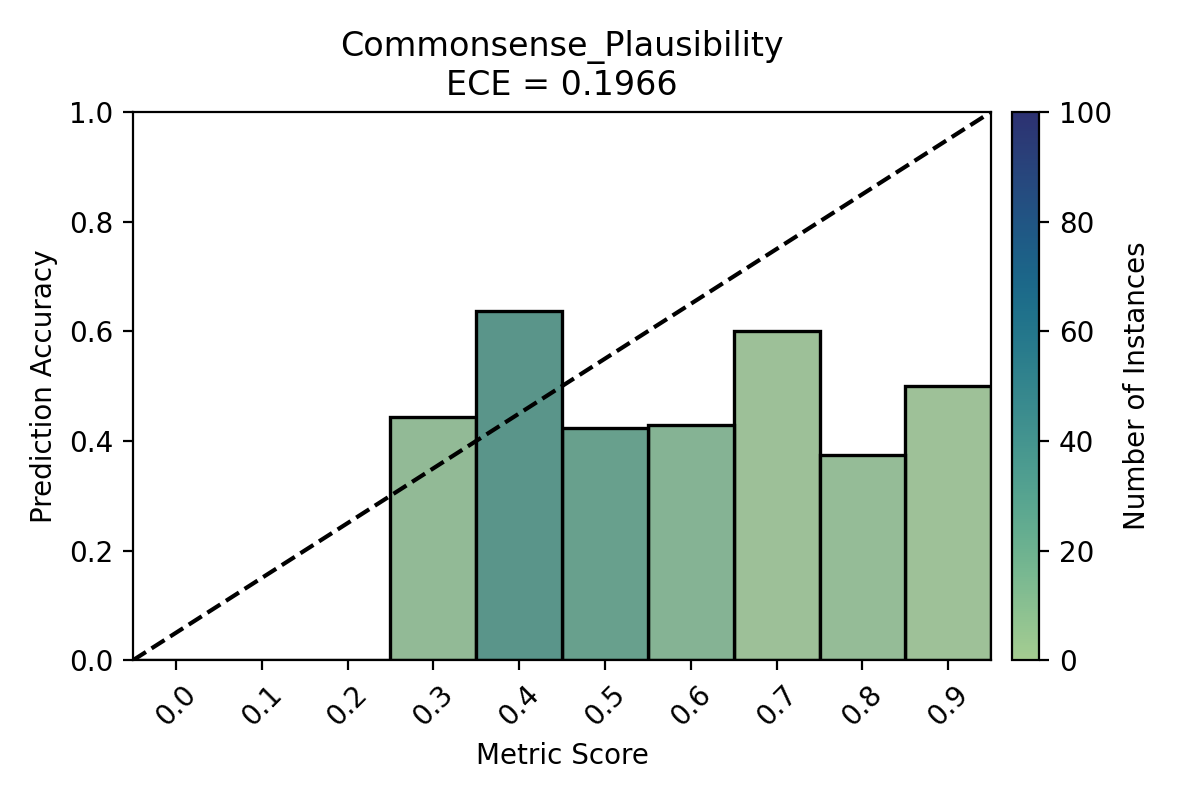 Commonsense_Plausibility
ECE = 0.1966
1.0
0.8
0.6
0.4
0.2
0.0
Prediction Accuracy
0.0 0.1 0.2 0.3 0.4 0.5 0.6 0.7 0.8 0.9
Metric Score
100
80
60
40
20
0
Number of Instances